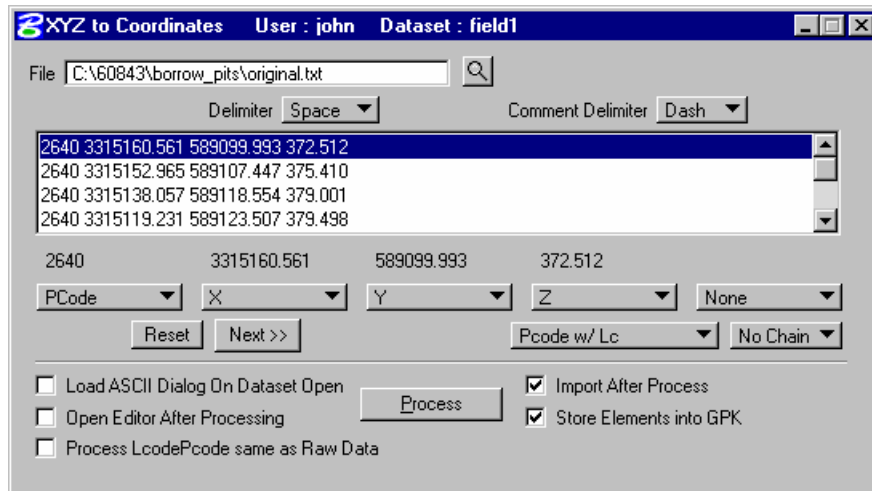 XYZ to Coordinates User : john Dataset : field1
File C:\60843\borrow_pits\original.txt
Delimiter Space Comment Delimiter Dash
2640 3315160.561 589099.993 372.512
2640 3315152.965 589107.447 375.410
2640 3315138.057 589118.554 379.001
2640 3315119.231 589123.507 379.498
2640 3315160.561 589099.993 372.512
PCode X Y Z None
Reset Next >> Pcode w/ Lc No Chain
Load ASCII Dialog On Dataset Open Process Import After Process
Open Editor After Processing Store Elements into GPK
Process LcodePcode same as Raw Data